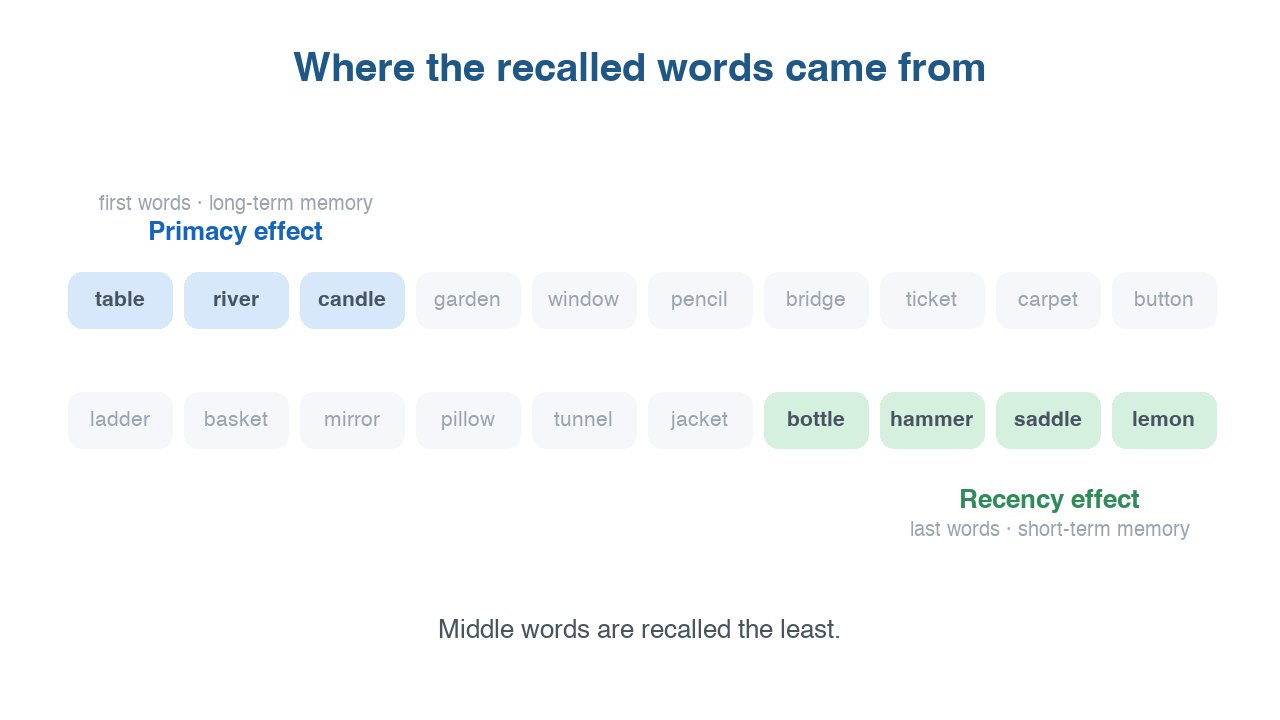 Where the recalled words came from
first words · long-term memory
Primacy effect
table river candle garden window pencil bridge ticket carpet button
ladder basket mirror pillow tunnel jacket bottle hammer saddle lemon
Recency effect
last words · short-term memory
Middle words are recalled the least.